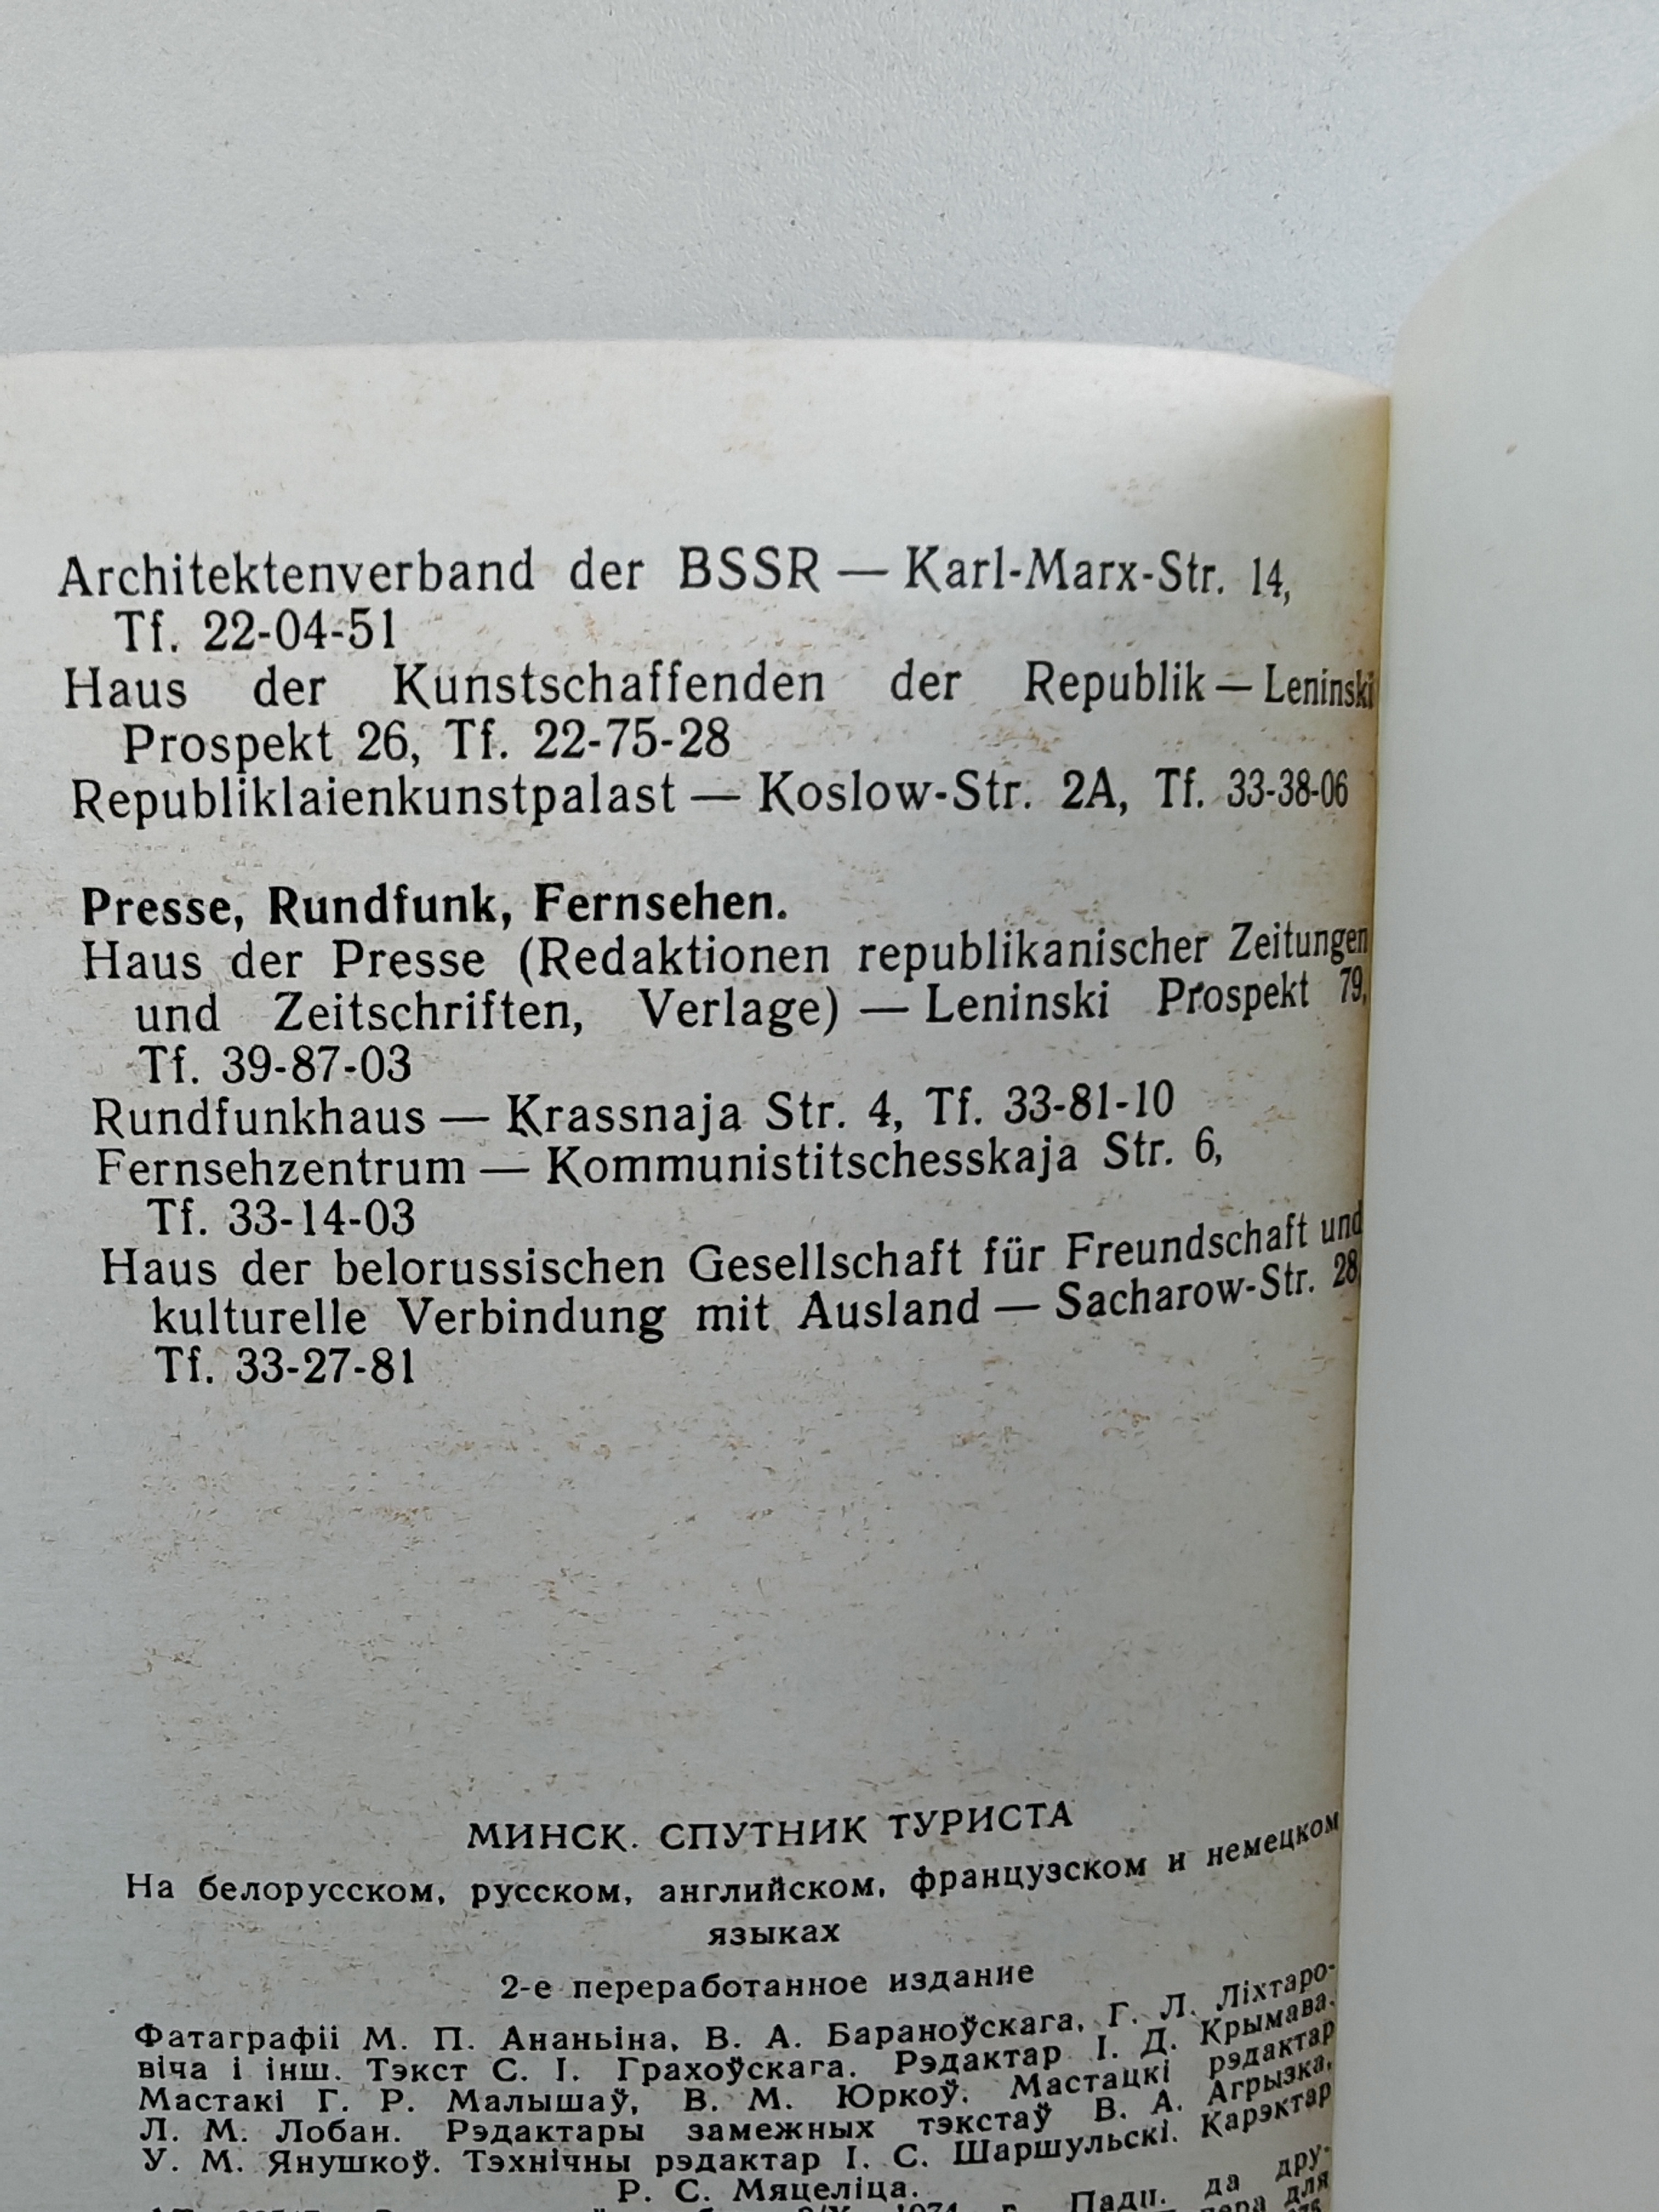 Architektenverband der BSSR — Karl-Marx-Str. 14,
Tf. 22-04-51
Haus der Kunstschaffenden der Republik — Leninski
Prospekt 26, Tf. 22-75-28
Republiklaienkunstpalast — Koslow-Str. 2A, Tf. 33-38-06
Presse, Rundfunk, Fernsehen.
Haus der Presse (Redaktionen republikanischer Zeitungen
und Zeitschriften, Verlage) — Leninski Prospekt 79,
Tf. 39-87-03
Rundfunkhaus — Krassnaja Str. 4, Tf. 33-81-10
Fernsehzentrum — Kommunistitschesskaja Str. 6,
Tf. 33-14-03
Haus der belorussischen Gesellschaft für Freundschaft und
kulturelle Verbindung mit Ausland — Sacharow-Str. 28,
Tf. 33-27-81
МИНСК. СПУТНИК ТУРИСТА
На белорусском, русском, английском, французском и немецком
языках
2-е переработанное издание
Фатаграфіі М. П. Ананьіна, В. А. Бараноўскага, Г. Л. Ліхтаро-
віча і інш. Тэкст С. І. Грахоўскага. Рэдактар І. Д. Крымава.
Мастакі Г. Р. Малышаў, В. М. Юркоў. Мастацкі рэдактар
Л. М. Лобан. Рэдактары замежных тэкстаў В. А. Агрызка,
У. М. Янушкоў. Тэхнічны рэдактар І. С. Шаршульскі. Карэктар
Р. С. Мяцеліца.
1974 г. Падп. да дру-
для